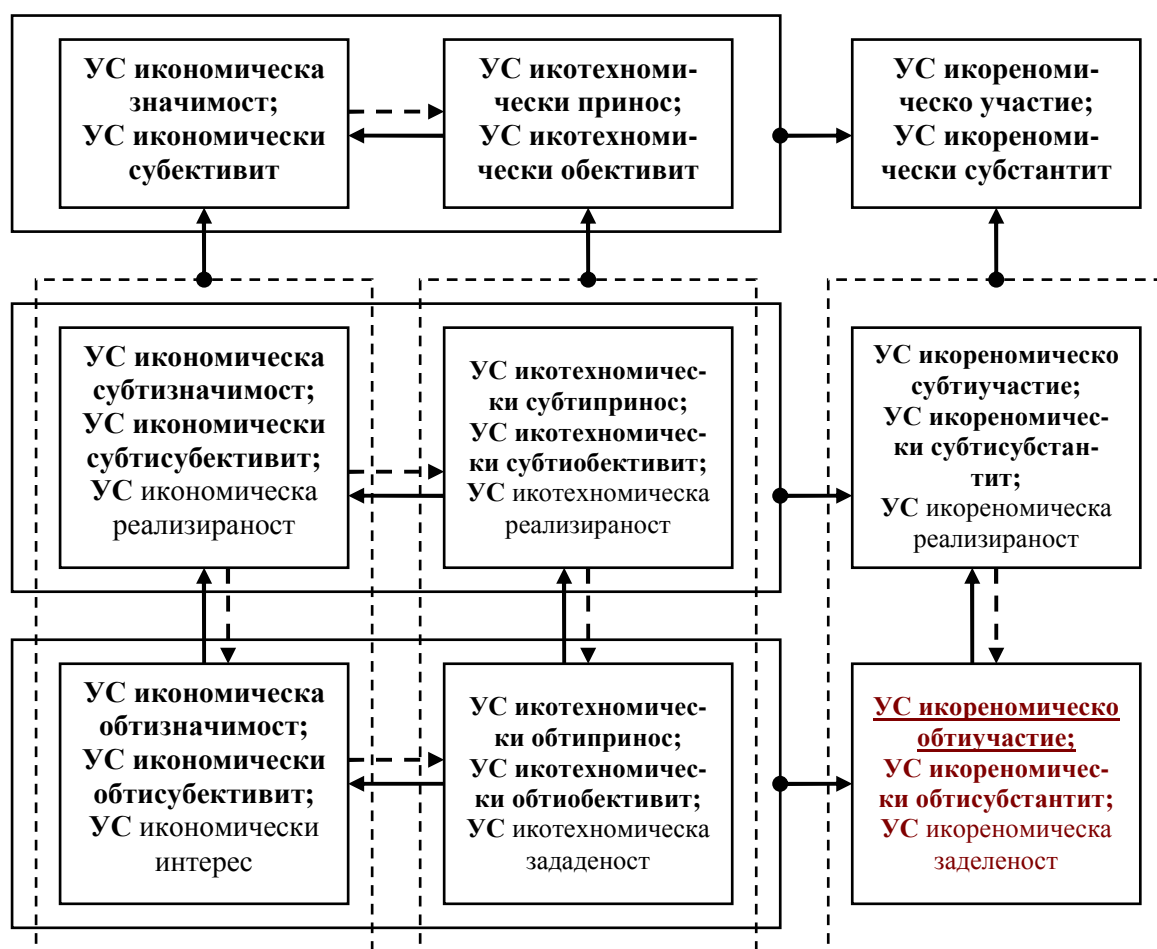 УС икономическа
значимост;
УС икономически
субективит
УС икотехноми-
чески принос;
УС икотехноми-
чески обективит
УС икореноми-
ческо участие;
УС икореноми-
чески субстантит
УС икономическа
субтизначимост;
УС икономически
субтисубективит;
УС икономическа
реализираност
УС икотехномичес-
ки субтипринос;
УС икотехномичес-
ки субтиобективит;
УС икотехномическа
реализираност
УС икореномическо
субтиучастие;
УС икореномичес-
ки субтисубстан-
тит;
УС икореномическа
реализираност
УС икономическа
обтизначимост;
УС икономически
обтисубективит;
УС икономически
интерес
УС икотехномичес-
ки обтипринос;
УС икотехномичес-
ки обтиобективит;
УС икотехномическа
зададеност
УС икореномическо
обтиучастие;
УС икореномичес-
ки обтисубстантит;
УС икореномическа
заделеност